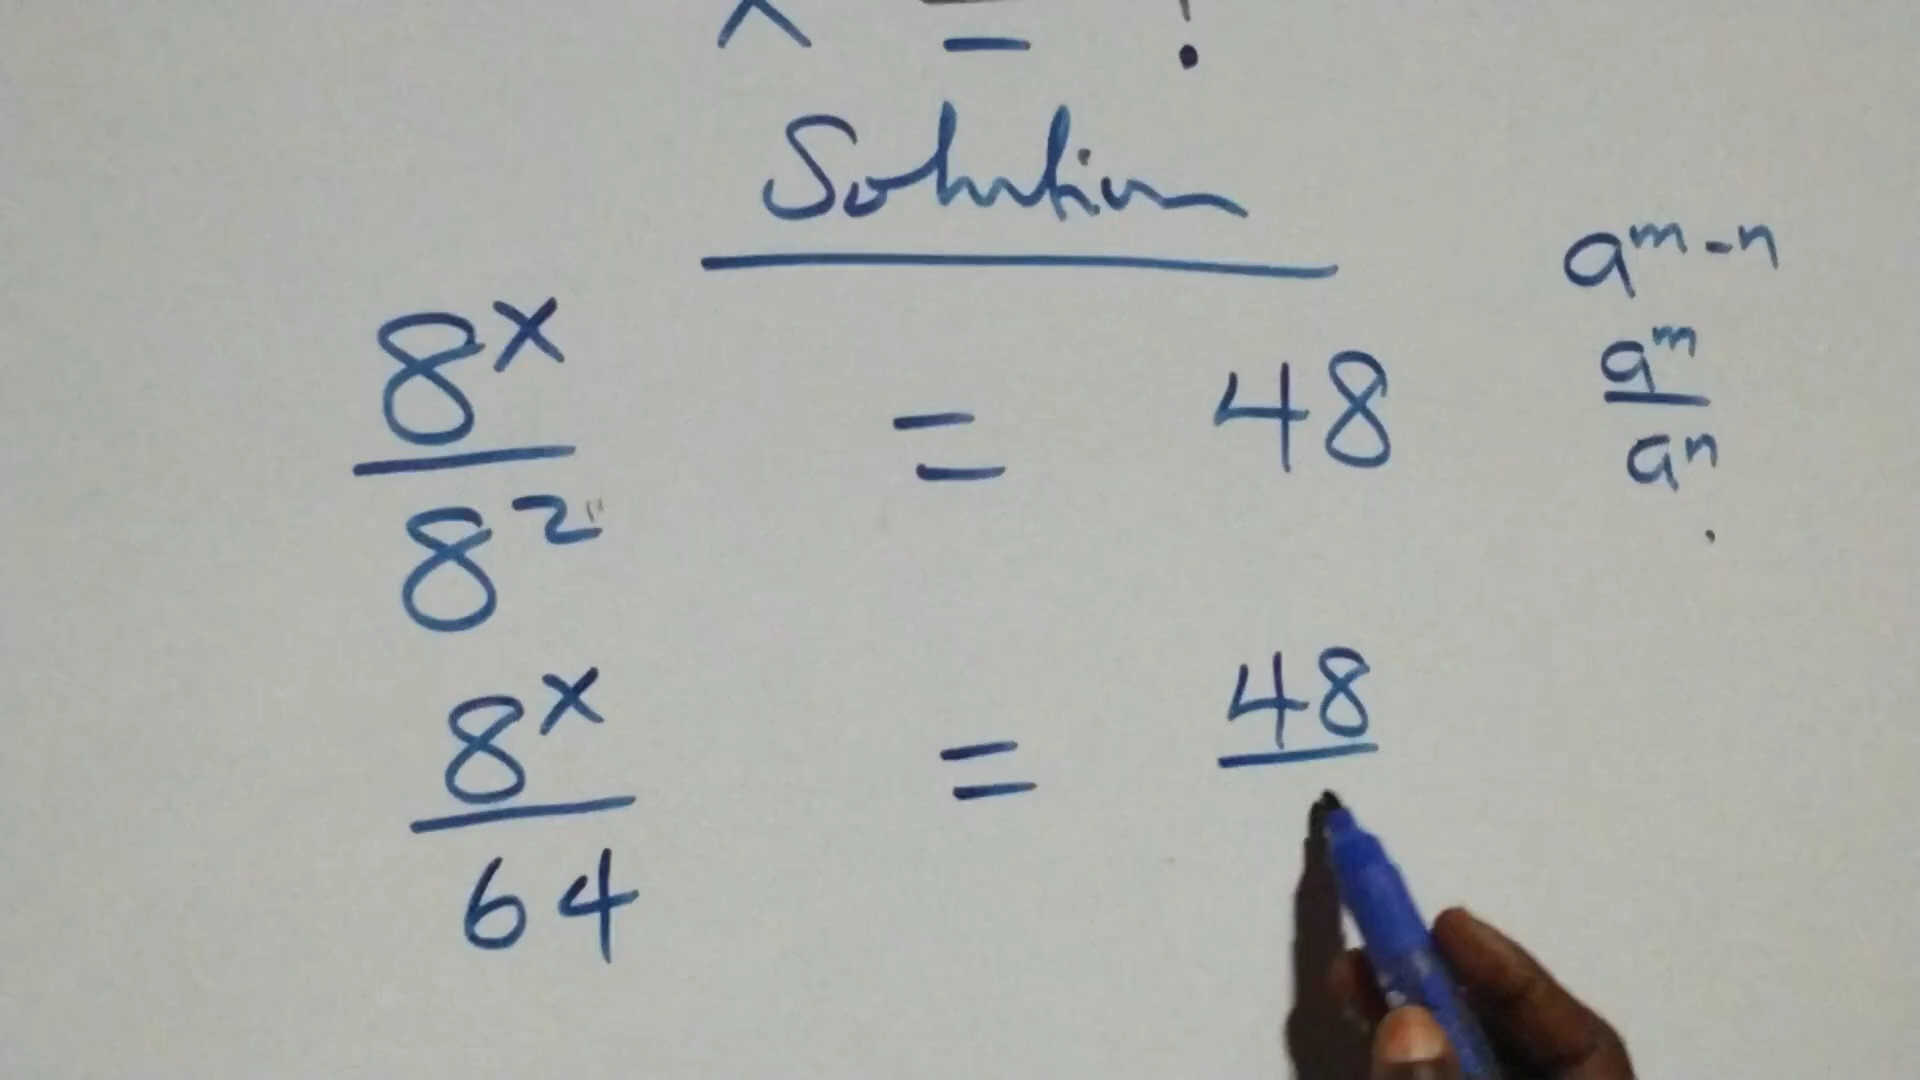 x = ?
Solution
a^(m-n)
8^x / 8^2 = 48
a^m / a^n
8^x / 64 = 48 /